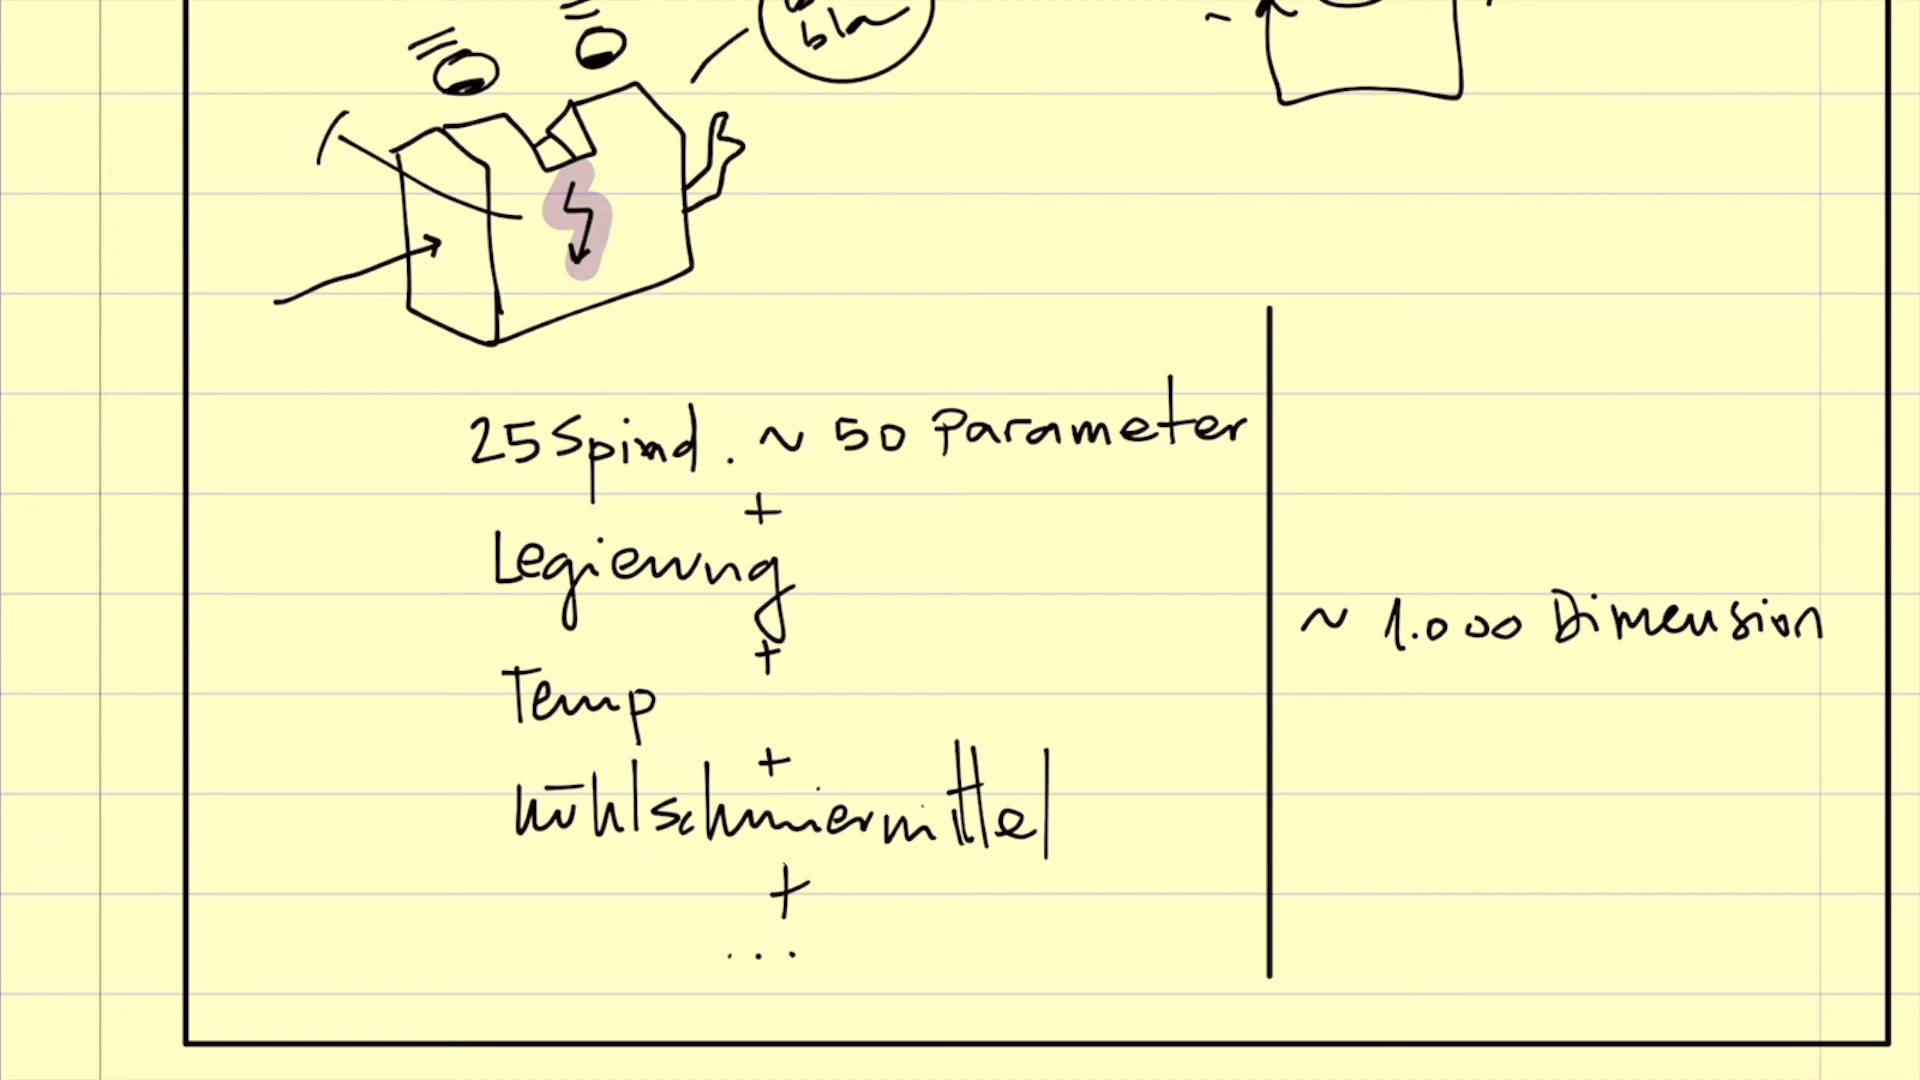 bla
25 Spind. ~ 50 Parameter
+
Legierung
+
Temp
+
Kühlschmiermittel
+
...
~ 1.000 Dimension